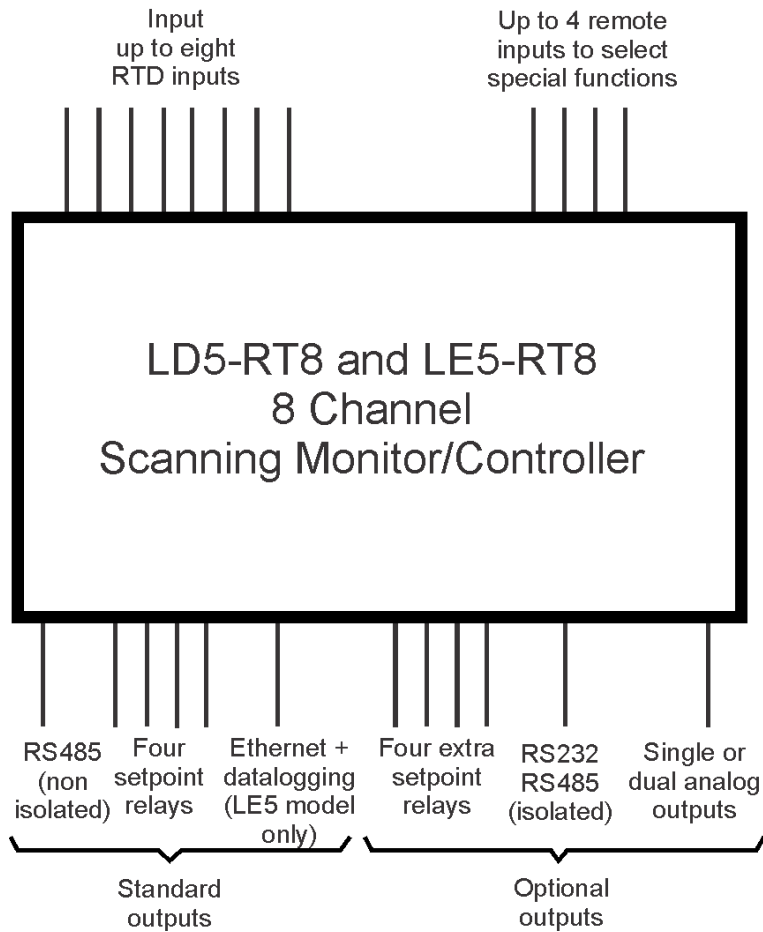 Input
up to eight
RTD inputs
Up to 4 remote
inputs to select
special functions
LD5-RT8 and LE5-RT8
8 Channel
Scanning Monitor/Controller
RS485
(non
isolated)
Four
setpoint
relays
Ethernet +
datalogging
(LE5 model
only)
Four extra
setpoint
relays
RS232
RS485
(isolated)
Single or
dual analog
outputs
Standard
outputs
Optional
outputs